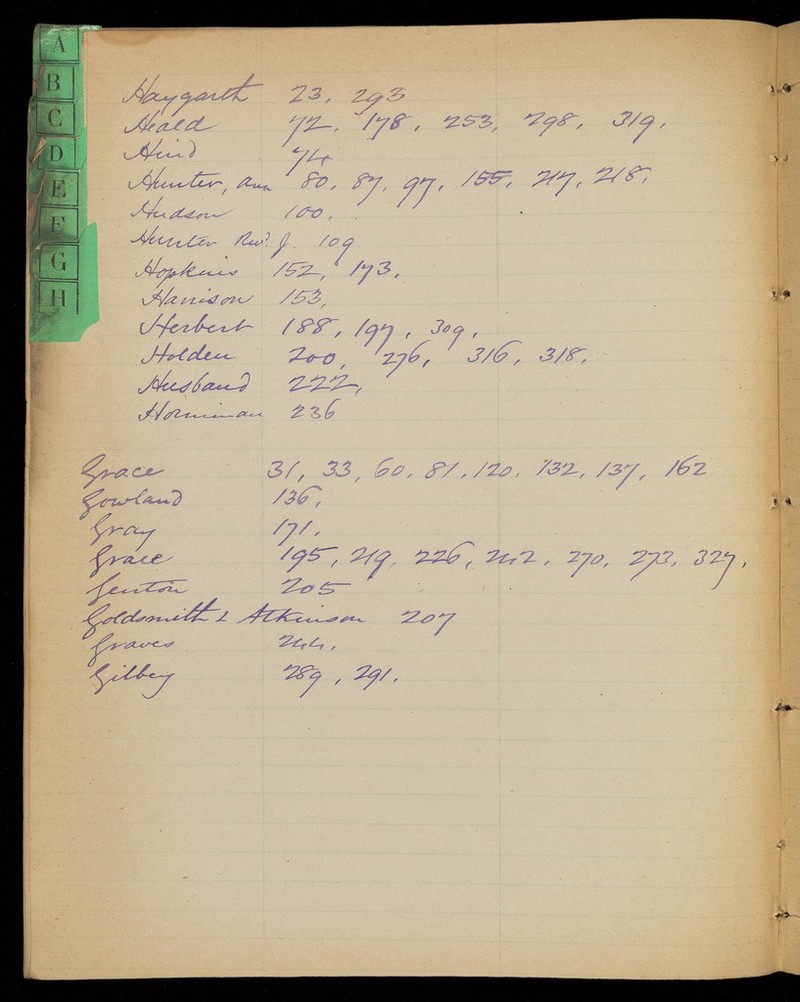 A
B
C
D
E
F
G
H
Haygarth 23, 293
Heald 72, 178, 253, 298, 319,
Hind 74
Hunter, Ann 80, 87, 97, 155, 217, 218,
Hudson 100,
Hunter Revd. J. 109
Hopkins 152, 173,
Harrison 153,
Herbert 188, 197, 309,
Holden 200, 276, 316, 318,
Husband 222,
Horniman 236
Grace 31, 33, 60, 81, 120, 132, 137, 162
Gowland 136,
Gray 171,
Grace 195, 219, 226, 242, 270, 273, 327,
Genton 205
Goldsmith & Atkinson 207
Graves 244,
Gilbey 289, 291,